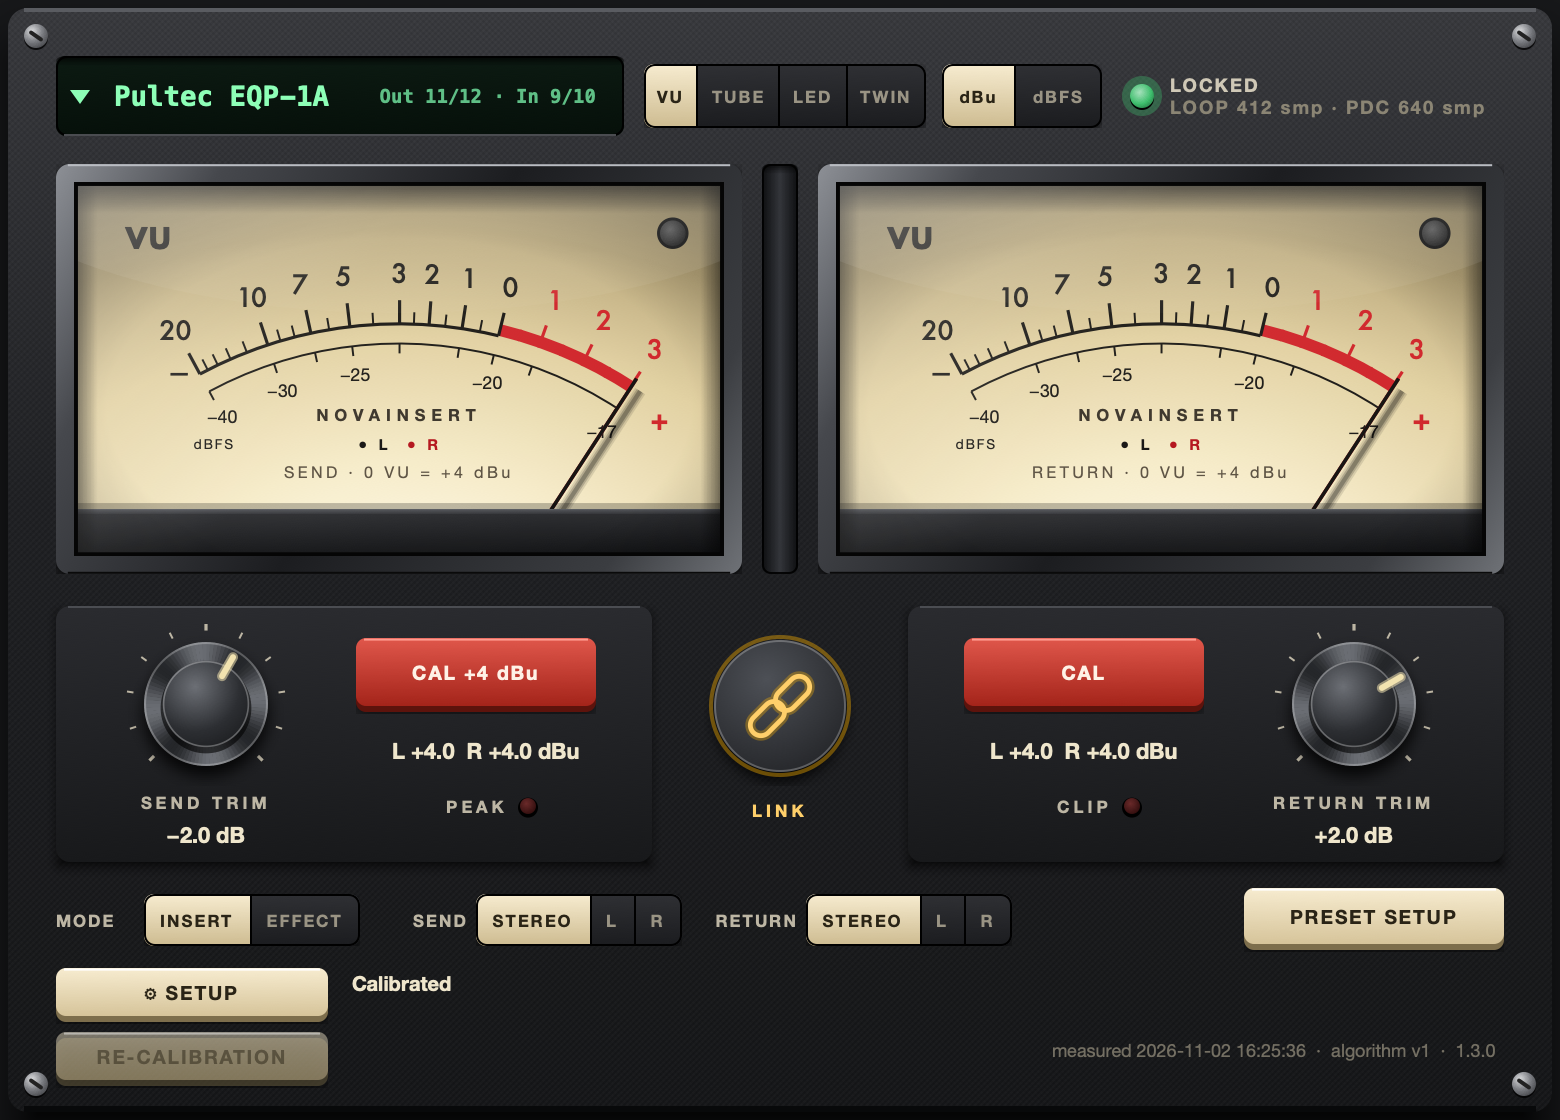 Pultec EQP-1A Out 11/12 · In 9/10 VU TUBE LED TWIN dBu dBFS LOCKED
LOOP 412 smp · PDC 640 smp
VU
20 10 7 5 3 2 1 0 1 2 3
−40 −30 −25 −20 −17
dBFS
NOVAINSERT
L R
SEND · 0 VU = +4 dBu
− +
VU
20 10 7 5 3 2 1 0 1 2 3
−40 −30 −25 −20 −17
dBFS
NOVAINSERT
L R
RETURN · 0 VU = +4 dBu
− +
CAL +4 dBu
L +4.0 R +4.0 dBu
SEND TRIM
−2.0 dB
PEAK
LINK
CAL
L +4.0 R +4.0 dBu
CLIP
RETURN TRIM
+2.0 dB
MODE INSERT EFFECT SEND STEREO L R RETURN STEREO L R PRESET SETUP
⚙ SETUP Calibrated
RE-CALIBRATION
measured 2026-11-02 16:25:36 · algorithm v1 · 1.3.0